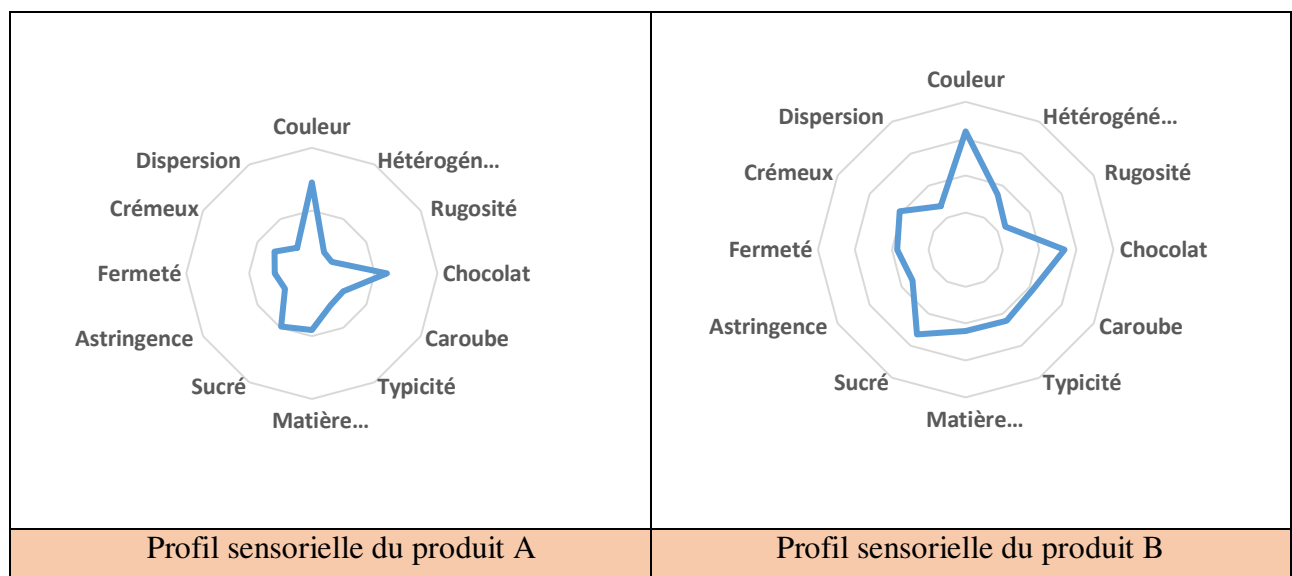 Couleur
Dispersion
Hétérogén...
Crémeux
Rugosité
Fermeté
Chocolat
Astringence
Caroube
Sucré
Typicité
Matière...
Couleur
Dispersion
Hétérogéné...
Crémeux
Rugosité
Fermeté
Chocolat
Astringence
Caroube
Sucré
Typicité
Matière...
Profil sensorielle du produit A
Profil sensorielle du produit B